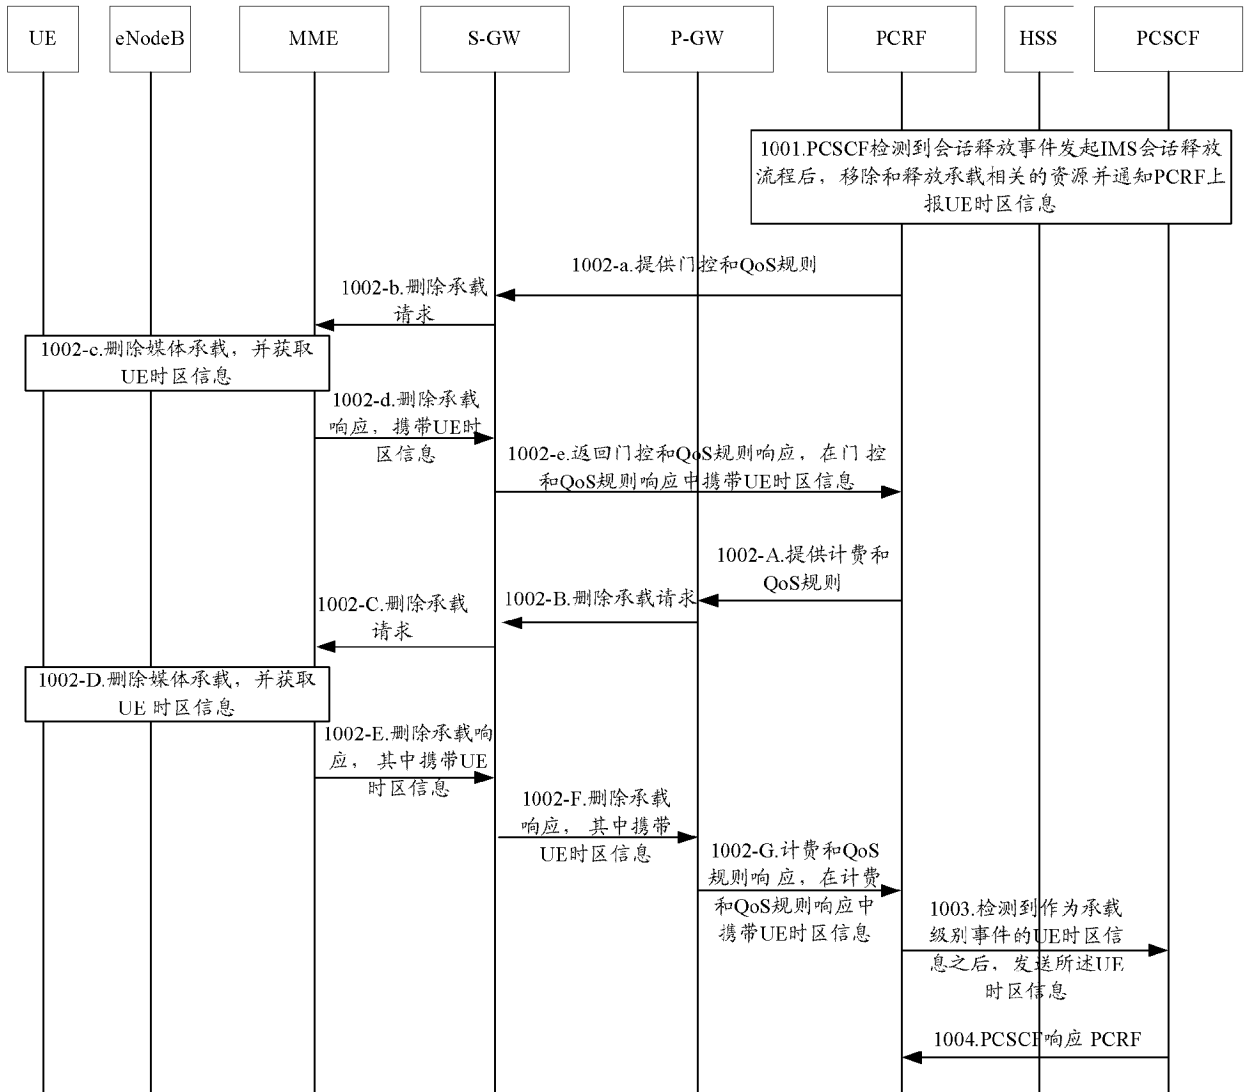 UE
eNodeB
MME
S-GW
P-GW
PCRF
HSS
PCSCF
1001.PCSCF检测到会话释放事件发起IMS会话释放
流程后，移除和释放承载相关的资源并通知PCRF上
报UE时区信息
1002-a.提供门控和QoS规则
1002-b.删除承载
请求
1002-c.删除媒体承载，并获取
UE时区信息
1002-d.删除承载
响应，携带UE时
区信息
1002-e.返回门控和QoS规则响应，在门 控
和QoS规则响应中携带UE时区信息
1002-A.提供计费和
QoS规则
1002-B.删除承载请求
1002-C.删除承载
请求
1002-D.删除媒体承载，并获取
UE 时区信息
1002-E.删除承载响
应， 其中携带UE
时区信息
1002-F.删除承载
响应， 其中携带
UE时区信息
1002-G.计费和QoS
规则响 应，在计费
和QoS规则响应中
携带UE时区信息
1003.检测到作为承载
级别事件的UE时区信
息之后，发送所述UE
时区信息
1004.PCSCF响应 PCRF